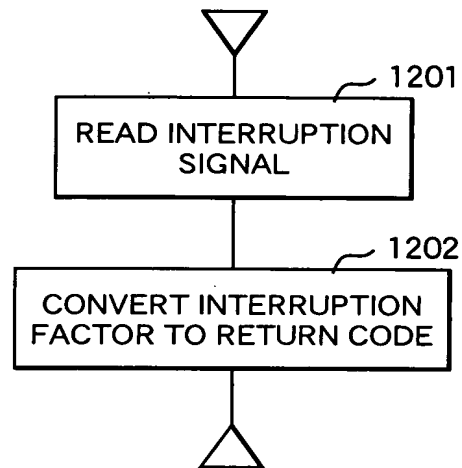 1201
READ INTERRUPTION
SIGNAL
1202
CONVERT INTERRUPTION
FACTOR TO RETURN CODE